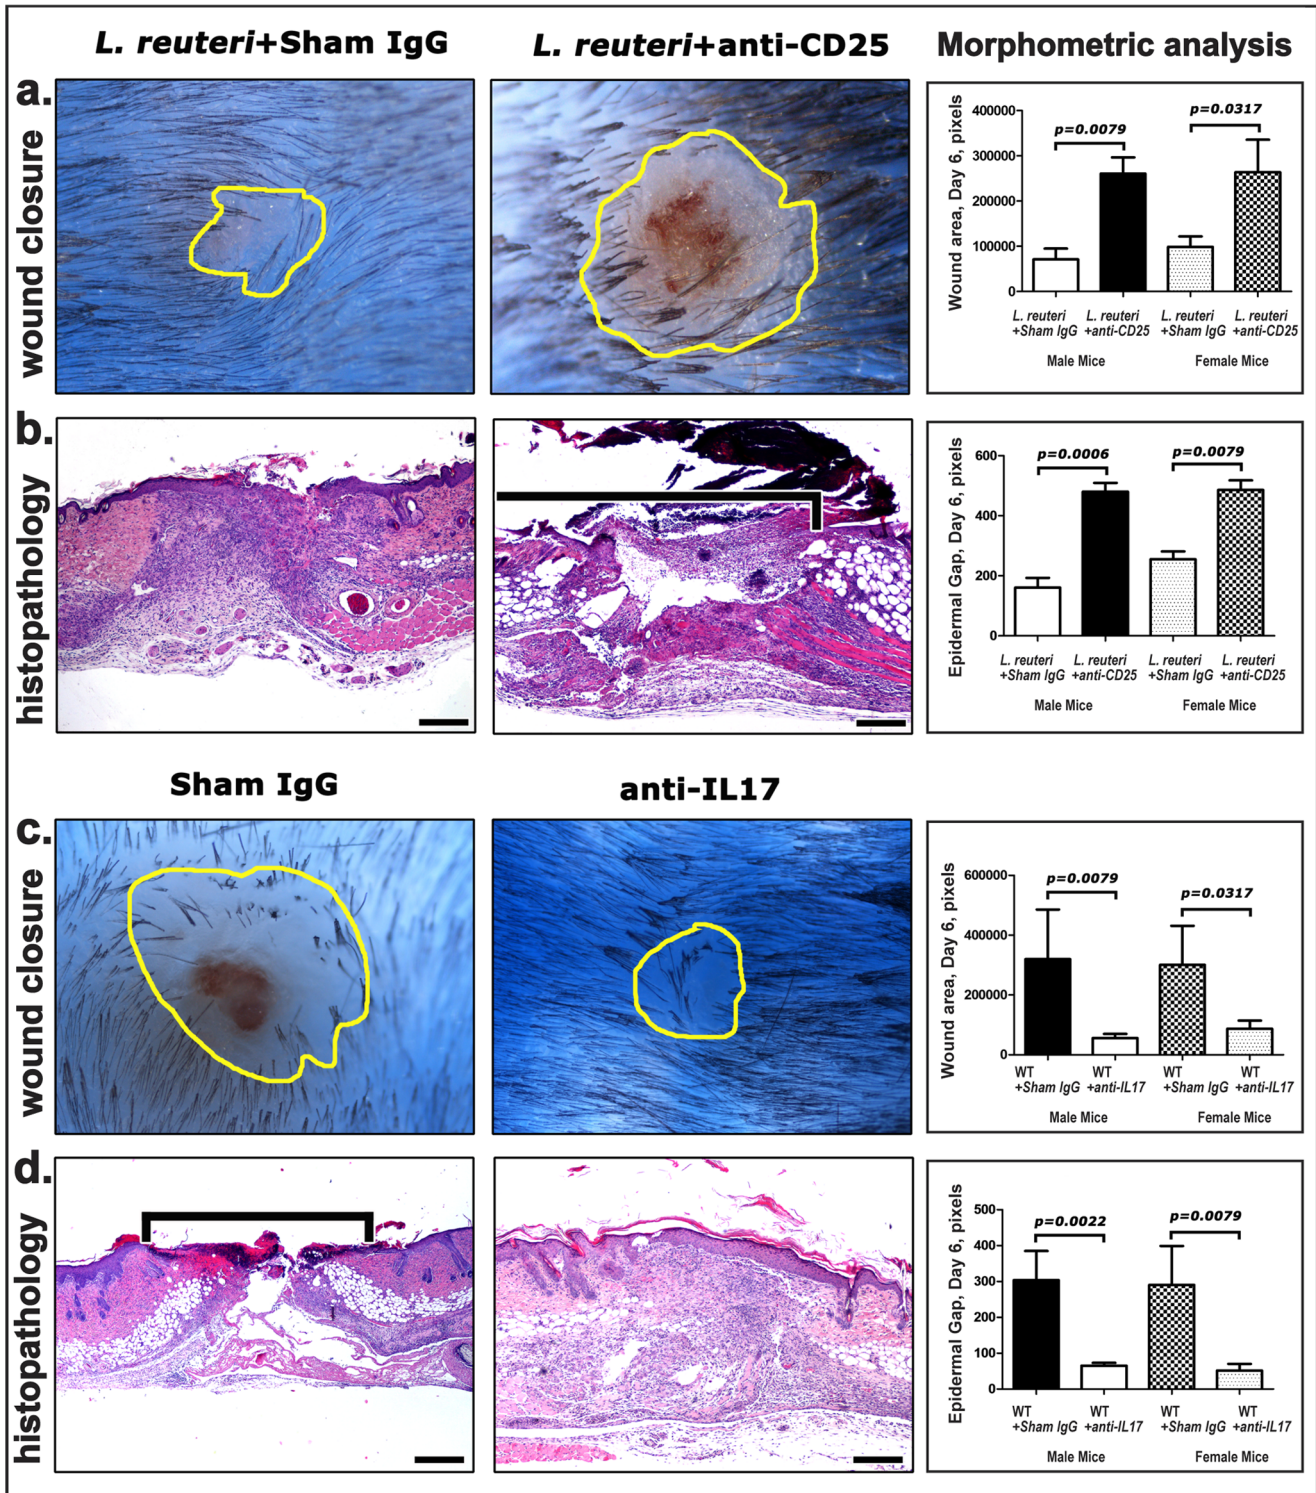 L. reuteri+Sham IgG
L. reuteri+anti-CD25
Morphometric analysis
a.
wound closure
Wound area, Day 6, pixels
400000
300000
200000
100000
0
p=0.0079
p=0.0317
L. reuteri
+Sham IgG
L. reuteri
+anti-CD25
L. reuteri
+Sham IgG
L. reuteri
+anti-CD25
Male Mice
Female Mice
b.
histopathology
Epidermal Gap, Day 6, pixels
600
400
200
0
p=0.0006
p=0.0079
L. reuteri
+Sham IgG
L. reuteri
+anti-CD25
L. reuteri
+Sham IgG
L. reuteri
+anti-CD25
Male Mice
Female Mice
Sham IgG
anti-IL17
c.
wound closure
Wound area, Day 6, pixels
600000
400000
200000
0
p=0.0079
p=0.0317
WT
+Sham IgG
WT
+anti-IL17
WT
+Sham IgG
WT
+anti-IL17
Male Mice
Female Mice
d.
histopathology
Epidermal Gap, Day 6, pixels
500
400
300
200
100
0
p=0.0022
p=0.0079
WT
+Sham IgG
WT
+anti-IL17
WT
+Sham IgG
WT
+anti-IL17
Male Mice
Female Mice